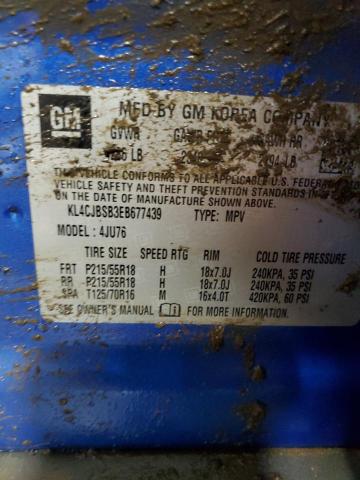 GM MFD BY GM KOREA COMPANY
GVWR RR
LB LB
THIS VEHICLE CONFORMS TO ALL APPLICABLE U.S. FEDERAL
VEHICLE SAFETY AND THEFT PREVENTION STANDARDS IN
ON THE DATE OF MANUFACTURE SHOWN ABOVE.
KL4CJBSB3EB677439 TYPE: MPV
MODEL : 4JU76
TIRE SIZE SPEED RTG RIM COLD TIRE PRESSURE
FRT P215/55R18 H 18x7.0J 240KPA, 35 PSI
RR P215/55R18 H 18x7.0J 240KPA, 35 PSI
SPA T125/70R16 M 16x4.0T 420KPA, 60 PSI
SEE OWNER'S MANUAL FOR MORE INFORMATION.